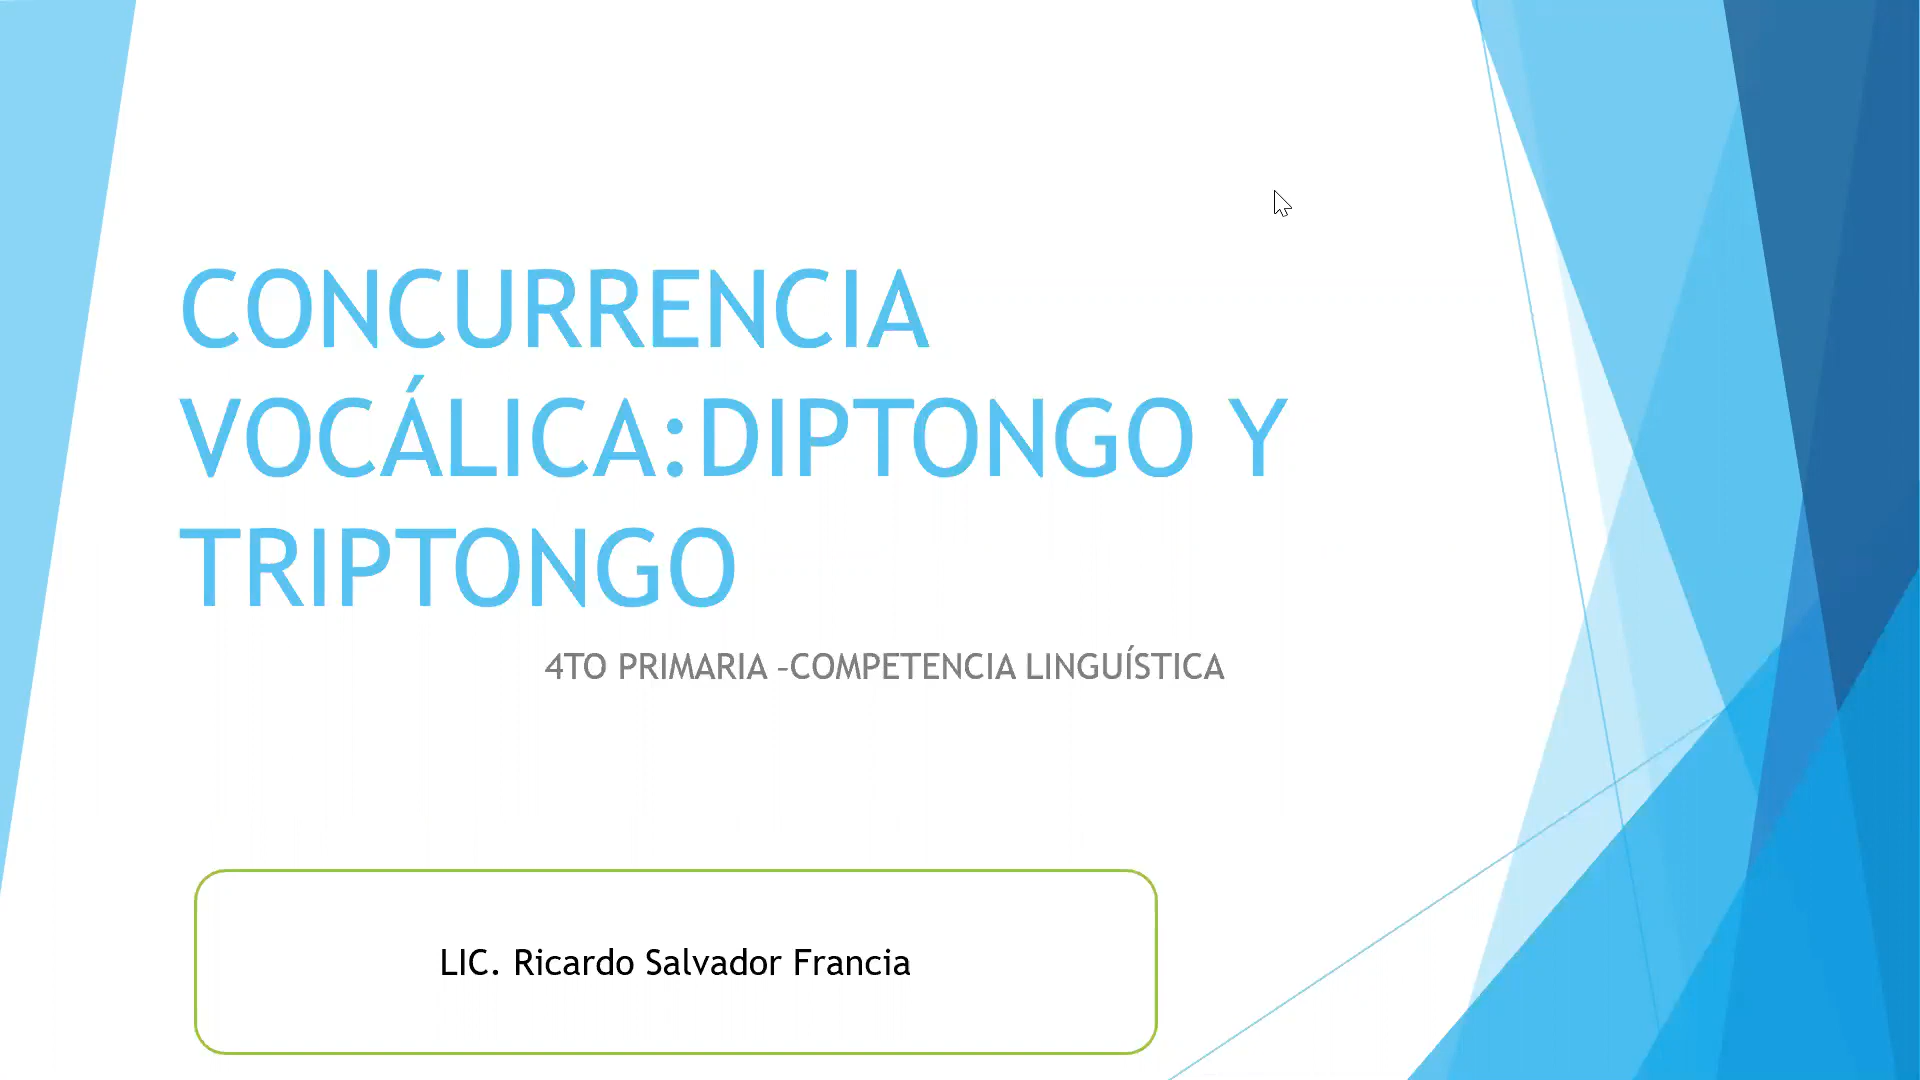 CONCURRENCIA
VOCÁLICA:DIPTONGO Y
TRIPTONGO
4TO PRIMARIA –COMPETENCIA LINGUÍSTICA
LIC. Ricardo Salvador Francia